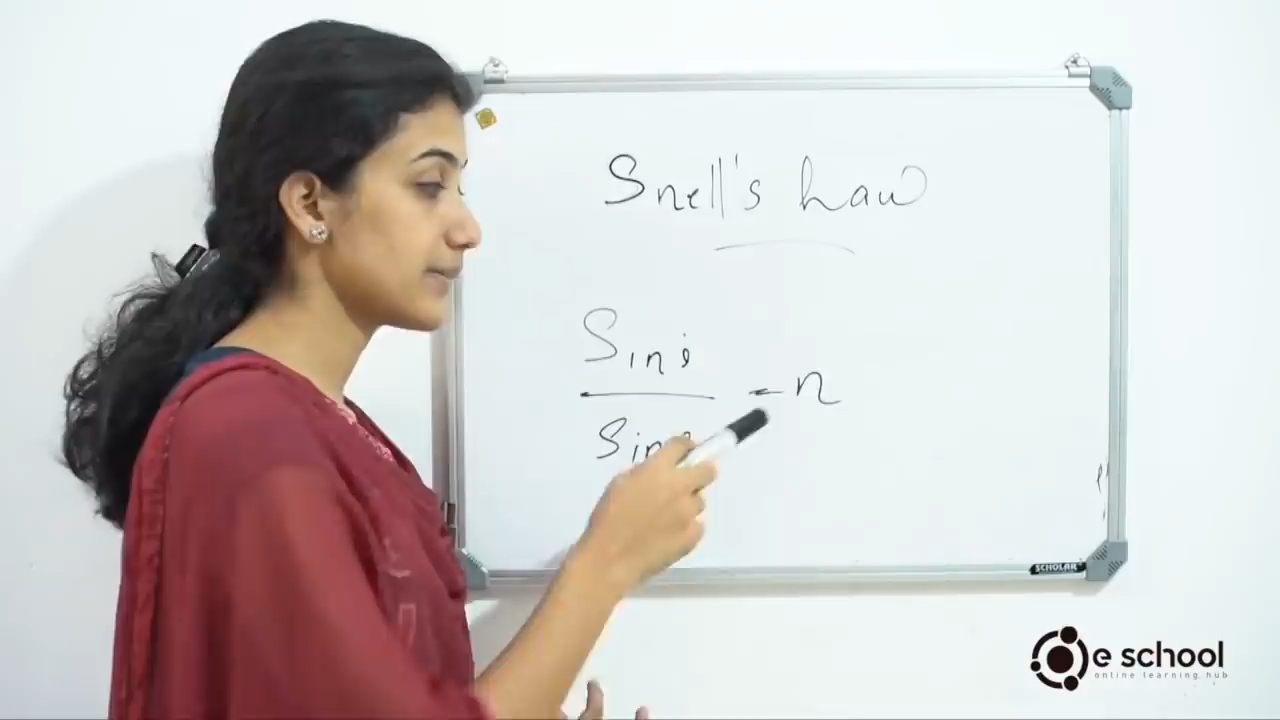 Snell's Law
Sin i
= n
Sin
SCHOLAR
e school
online learning hub